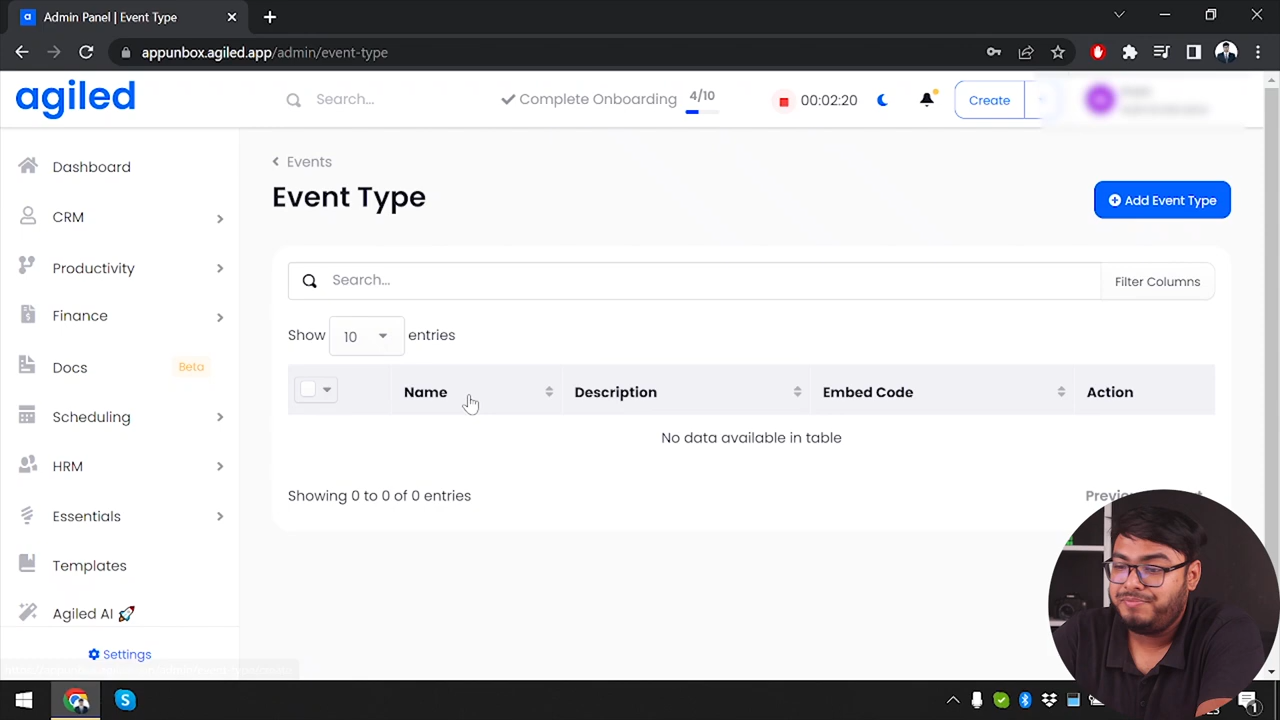 Admin Panel | Event Type
appunbox.agiled.app/admin/event-type
agiled
Search...
Complete Onboarding
4/10
00:02:20
Create
Dashboard
CRM
Productivity
Finance
Docs
Beta
Scheduling
HRM
Essentials
Templates
Agiled AI 🚀
Settings
Events
Event Type
Add Event Type
Search...
Filter Columns
Show 10 entries
Name
Description
Embed Code
Action
No data available in table
Showing 0 to 0 of 0 entries